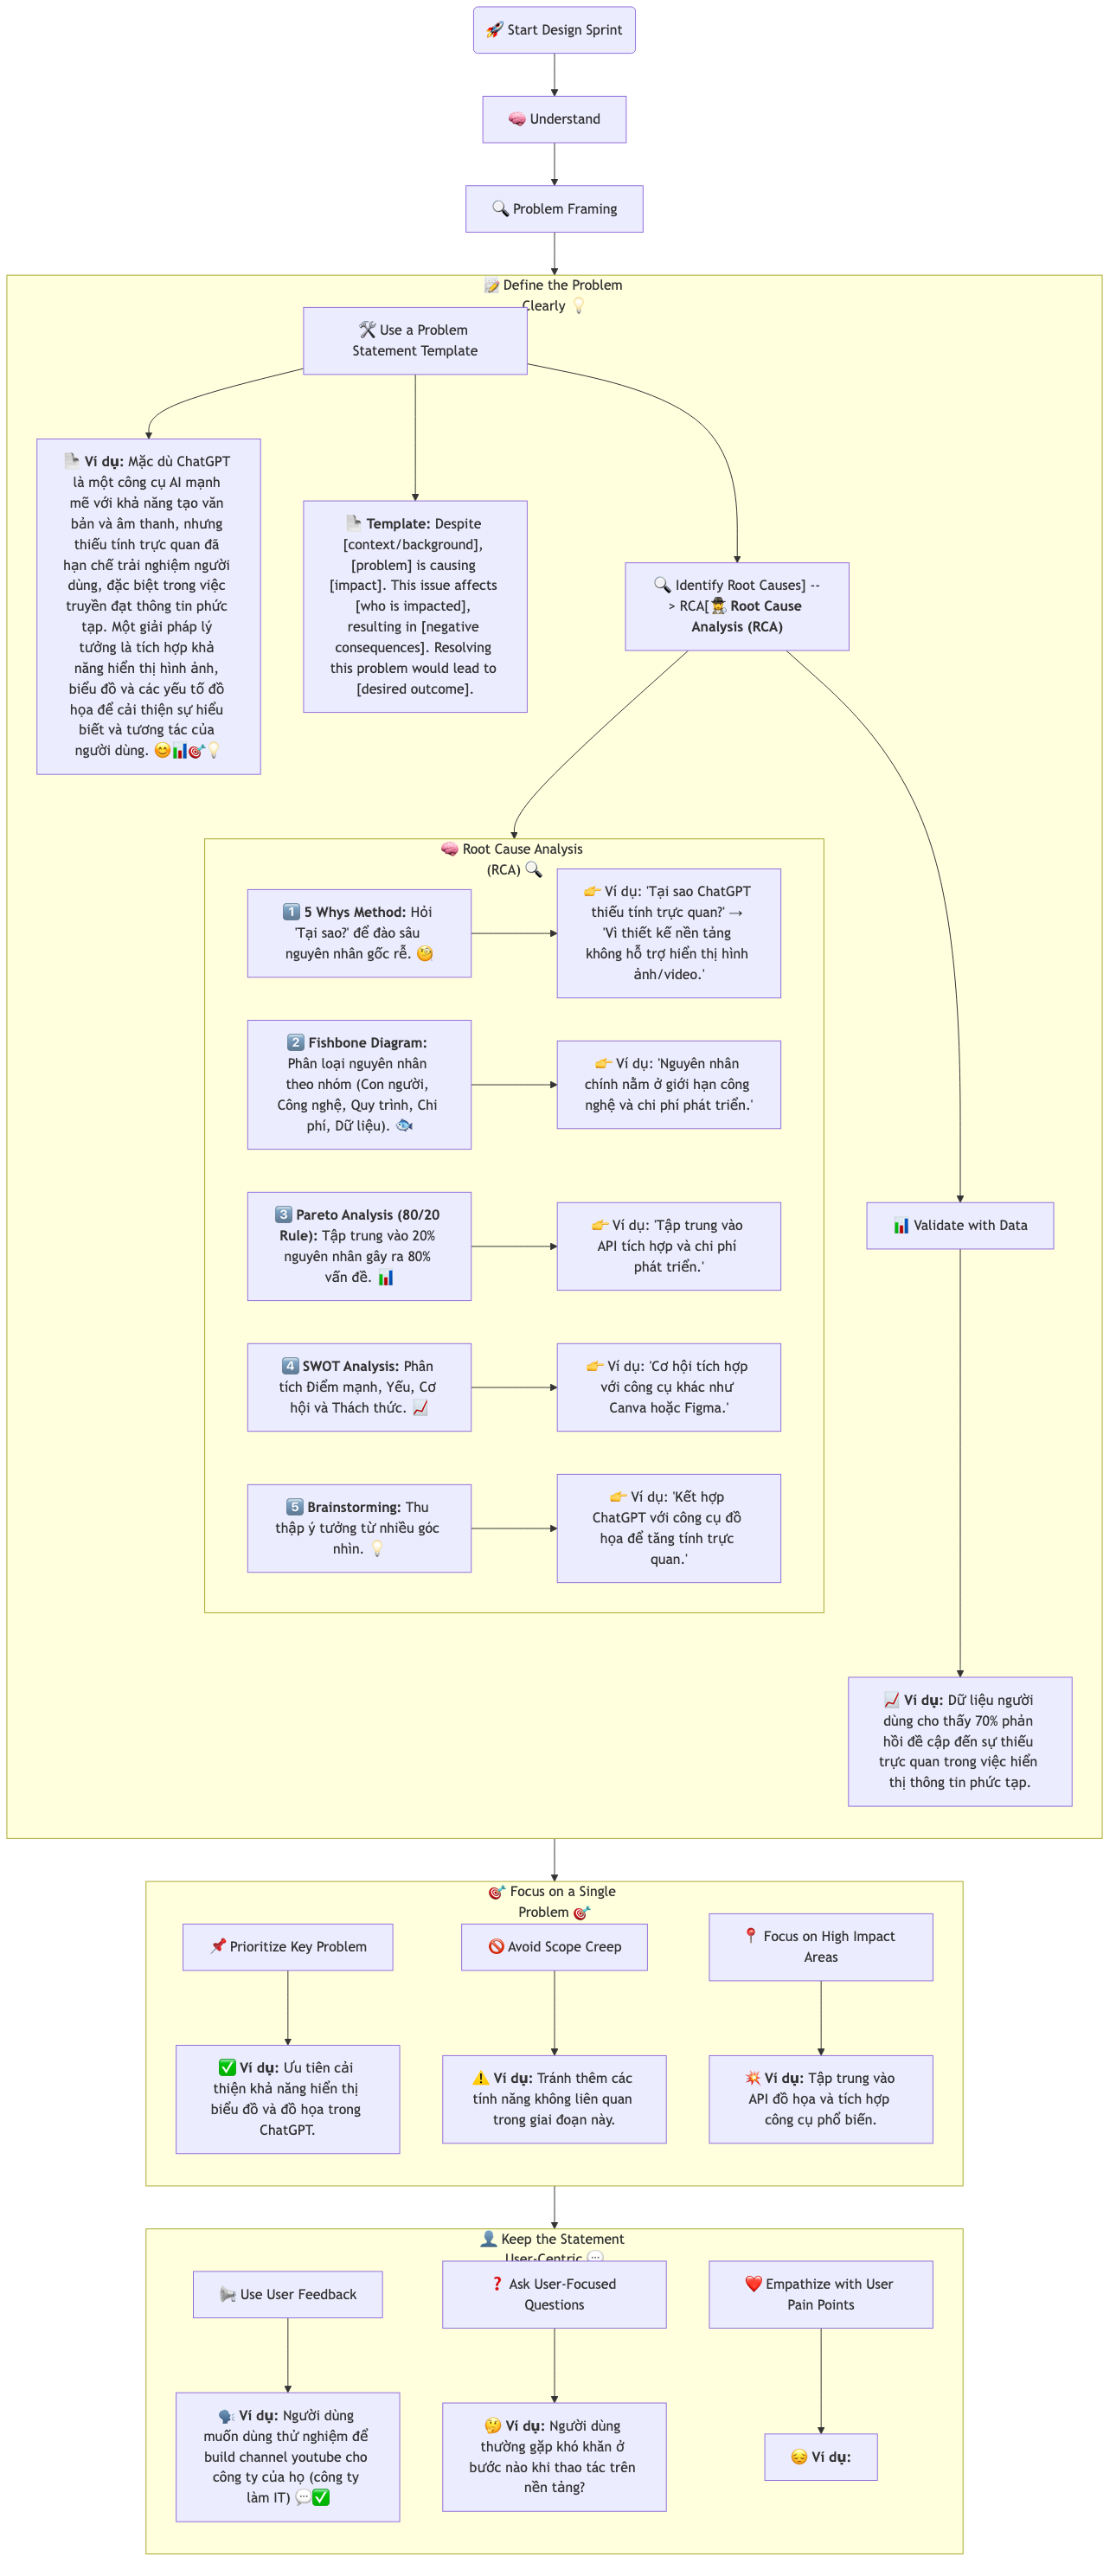 🚀 Start Design Sprint
🧠 Understand
🔍 Problem Framing
📝 Define the Problem
Clearly 💡
🛠️ Use a Problem
Statement Template
📄 Ví dụ: Mặc dù ChatGPT
là một công cụ AI mạnh
mẽ với khả năng tạo văn
bản và âm thanh, nhưng
thiếu tính trực quan đã
hạn chế trải nghiệm người
dùng, đặc biệt trong việc
truyền đạt thông tin phức
tạp. Một giải pháp lý
tưởng là tích hợp khả
năng hiển thị hình ảnh,
biểu đồ và các yếu tố đồ
họa để cải thiện sự hiểu
biết và tương tác của
người dùng. 😊📊🎯💡
📄 Template: Despite
[context/background],
[problem] is causing
[impact]. This issue affects
[who is impacted],
resulting in [negative
consequences]. Resolving
this problem would lead to
[desired outcome].
🔍 Identify Root Causes] --
> RCA[🕵️ Root Cause
Analysis (RCA)
🧠 Root Cause Analysis
(RCA) 🔍
1️⃣ 5 Whys Method: Hỏi
'Tại sao?' để đào sâu
nguyên nhân gốc rễ. 🧐
👉 Ví dụ: 'Tại sao ChatGPT
thiếu tính trực quan?' →
'Vì thiết kế nền tảng
không hỗ trợ hiển thị hình
ảnh/video.'
2️⃣ Fishbone Diagram:
Phân loại nguyên nhân
theo nhóm (Con người,
Công nghệ, Quy trình, Chi
phí, Dữ liệu). 🐟
👉 Ví dụ: 'Nguyên nhân
chính nằm ở giới hạn công
nghệ và chi phí phát triển.'
3️⃣ Pareto Analysis (80/20
Rule): Tập trung vào 20%
nguyên nhân gây ra 80%
vấn đề. 📊
👉 Ví dụ: 'Tập trung vào
API tích hợp và chi phí
phát triển.'
📊 Validate with Data
4️⃣ SWOT Analysis: Phân
tích Điểm mạnh, Yếu, Cơ
hội và Thách thức. 📈
👉 Ví dụ: 'Cơ hội tích hợp
với công cụ khác như
Canva hoặc Figma.'
5️⃣ Brainstorming: Thu
thập ý tưởng từ nhiều góc
nhìn. 💡
👉 Ví dụ: 'Kết hợp
ChatGPT với công cụ đồ
họa để tăng tính trực
quan.'
📈 Ví dụ: Dữ liệu người
dùng cho thấy 70% phản
hồi đề cập đến sự thiếu
trực quan trong việc hiển
thị thông tin phức tạp.
🎯 Focus on a Single
Problem 🎯
📌 Prioritize Key Problem
🚫 Avoid Scope Creep
📍 Focus on High Impact
Areas
✅ Ví dụ: Ưu tiên cải
thiện khả năng hiển thị
biểu đồ và đồ họa trong
ChatGPT.
⚠️ Ví dụ: Tránh thêm các
tính năng không liên quan
trong giai đoạn này.
💥 Ví dụ: Tập trung vào
API đồ họa và tích hợp
công cụ phổ biến.
👤 Keep the Statement
User-Centric 💬
📢 Use User Feedback
❓ Ask User-Focused
Questions
❤️ Empathize with User
Pain Points
🗣️ Ví dụ: Người dùng
muốn dùng thử nghiệm để
build channel youtube cho
công ty của họ (công ty
làm IT) 💬✅
🤔 Ví dụ: Người dùng
thường gặp khó khăn ở
bước nào khi thao tác trên
nền tảng?
😔 Ví dụ: